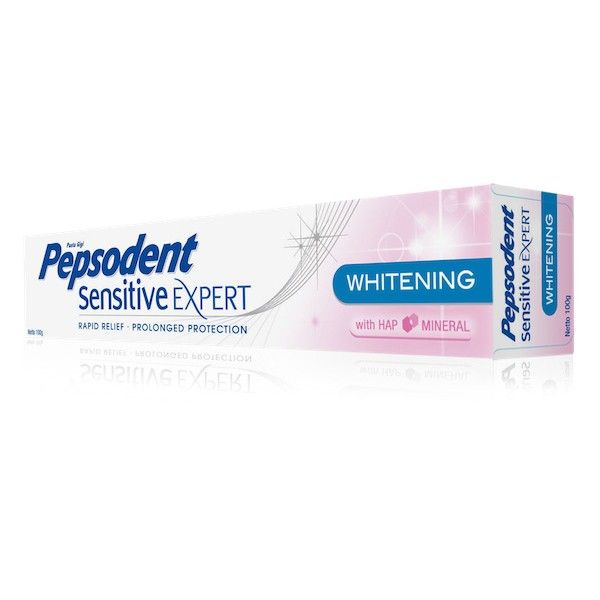 Pasta Gigi
Pepsodent
Sensitive EXPERT
RAPID RELIEF · PROLONGED PROTECTION
Netto 100g
WHITENING
with HAP MINERAL
Pepsodent
Sensitive EXPERT
WHITENING
Netto 100g